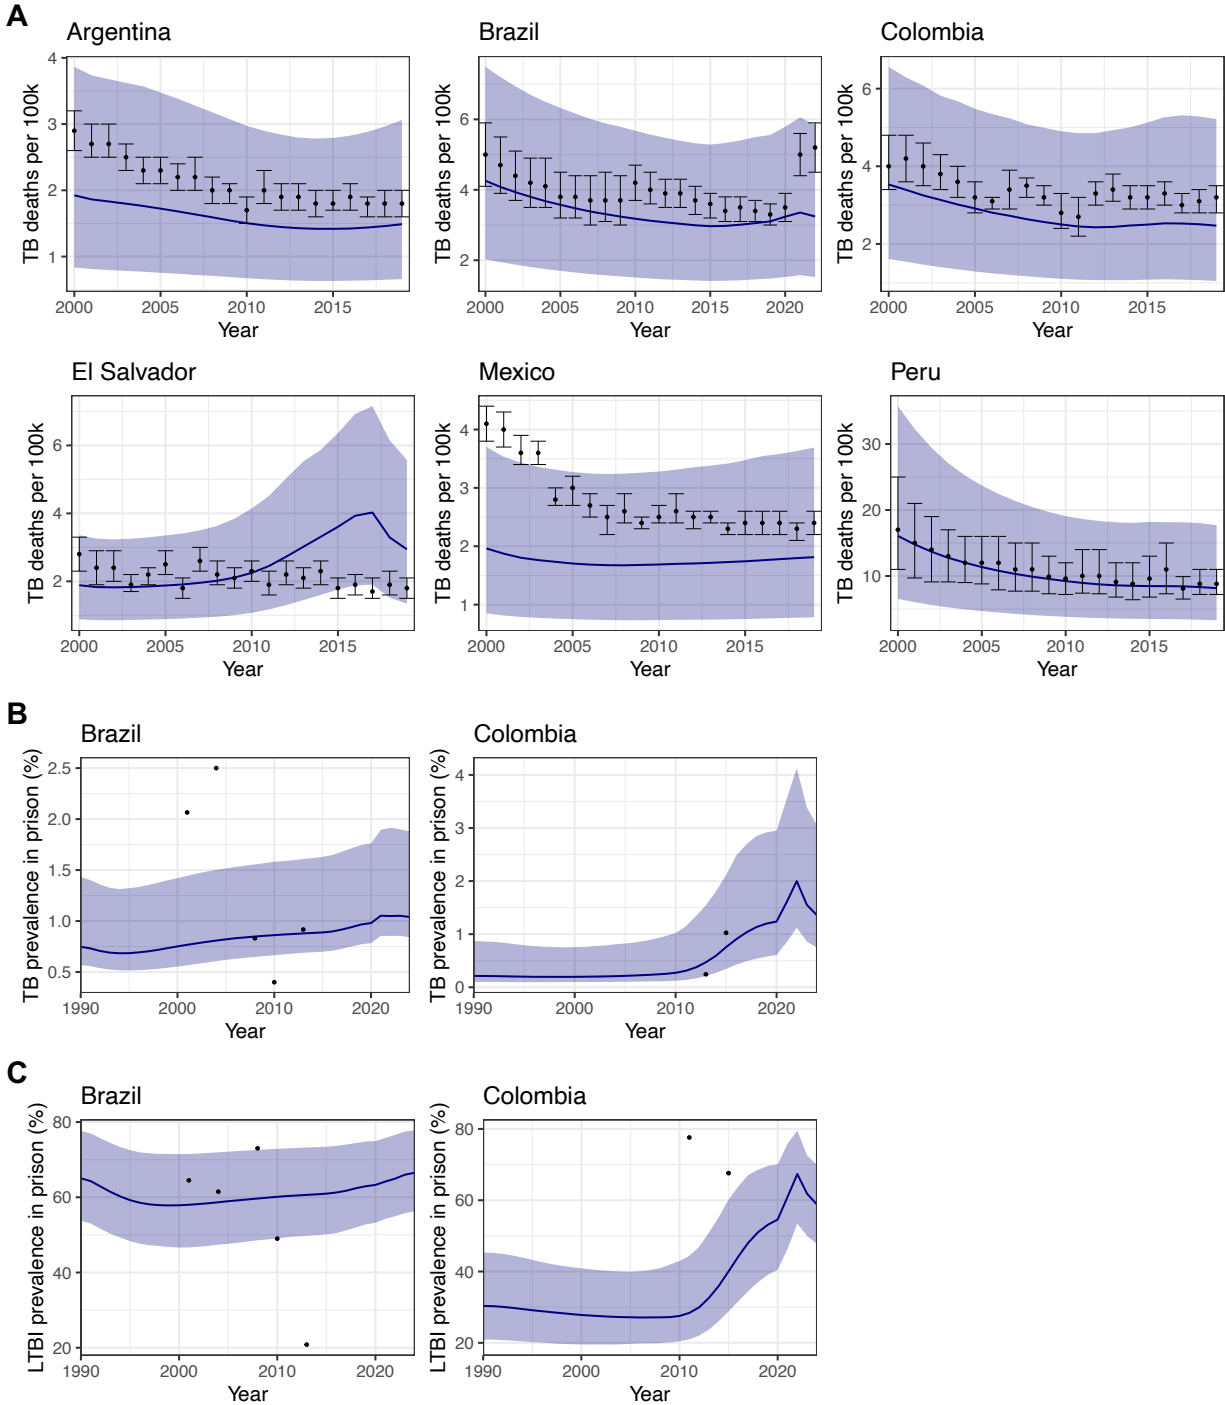 A
Argentina
TB deaths per 100k
4
3
2
1
2000 2005 2010 2015
Year
Brazil
TB deaths per 100k
6
4
2
2000 2005 2010 2015 2020
Year
Colombia
TB deaths per 100k
6
4
2
2000 2005 2010 2015
Year
El Salvador
TB deaths per 100k
6
4
2
2000 2005 2010 2015
Year
Mexico
TB deaths per 100k
4
3
2
1
2000 2005 2010 2015
Year
Peru
TB deaths per 100k
30
20
10
2000 2005 2010 2015
Year
B
Brazil
TB prevalence in prison (%)
2.5
2.0
1.5
1.0
0.5
1990 2000 2010 2020
Year
Colombia
TB prevalence in prison (%)
4
3
2
1
0
1990 2000 2010 2020
Year
C
Brazil
LTBI prevalence in prison (%)
80
60
40
20
1990 2000 2010 2020
Year
Colombia
LTBI prevalence in prison (%)
80
60
40
20
1990 2000 2010 2020
Year